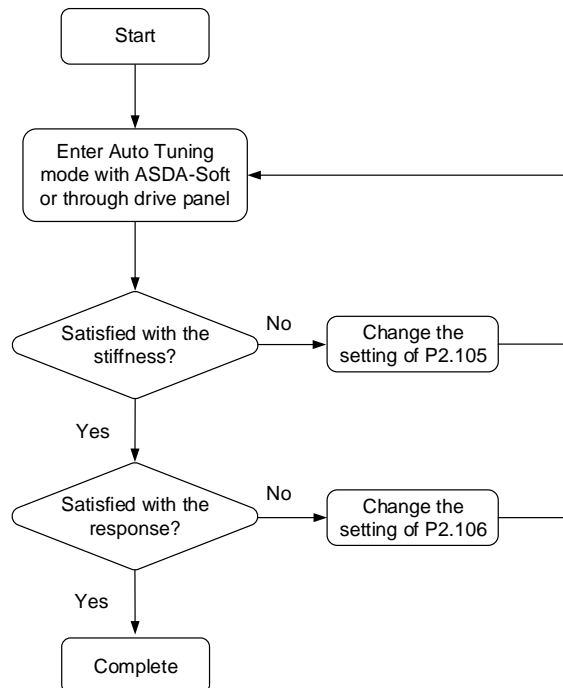 Start
Enter Auto Tuning
mode with ASDA-Soft
or through drive panel
Satisfied with the
stiffness?
No
Change the
setting of P2.105
Yes
Satisfied with the
response?
No
Change the
setting of P2.106
Yes
Complete